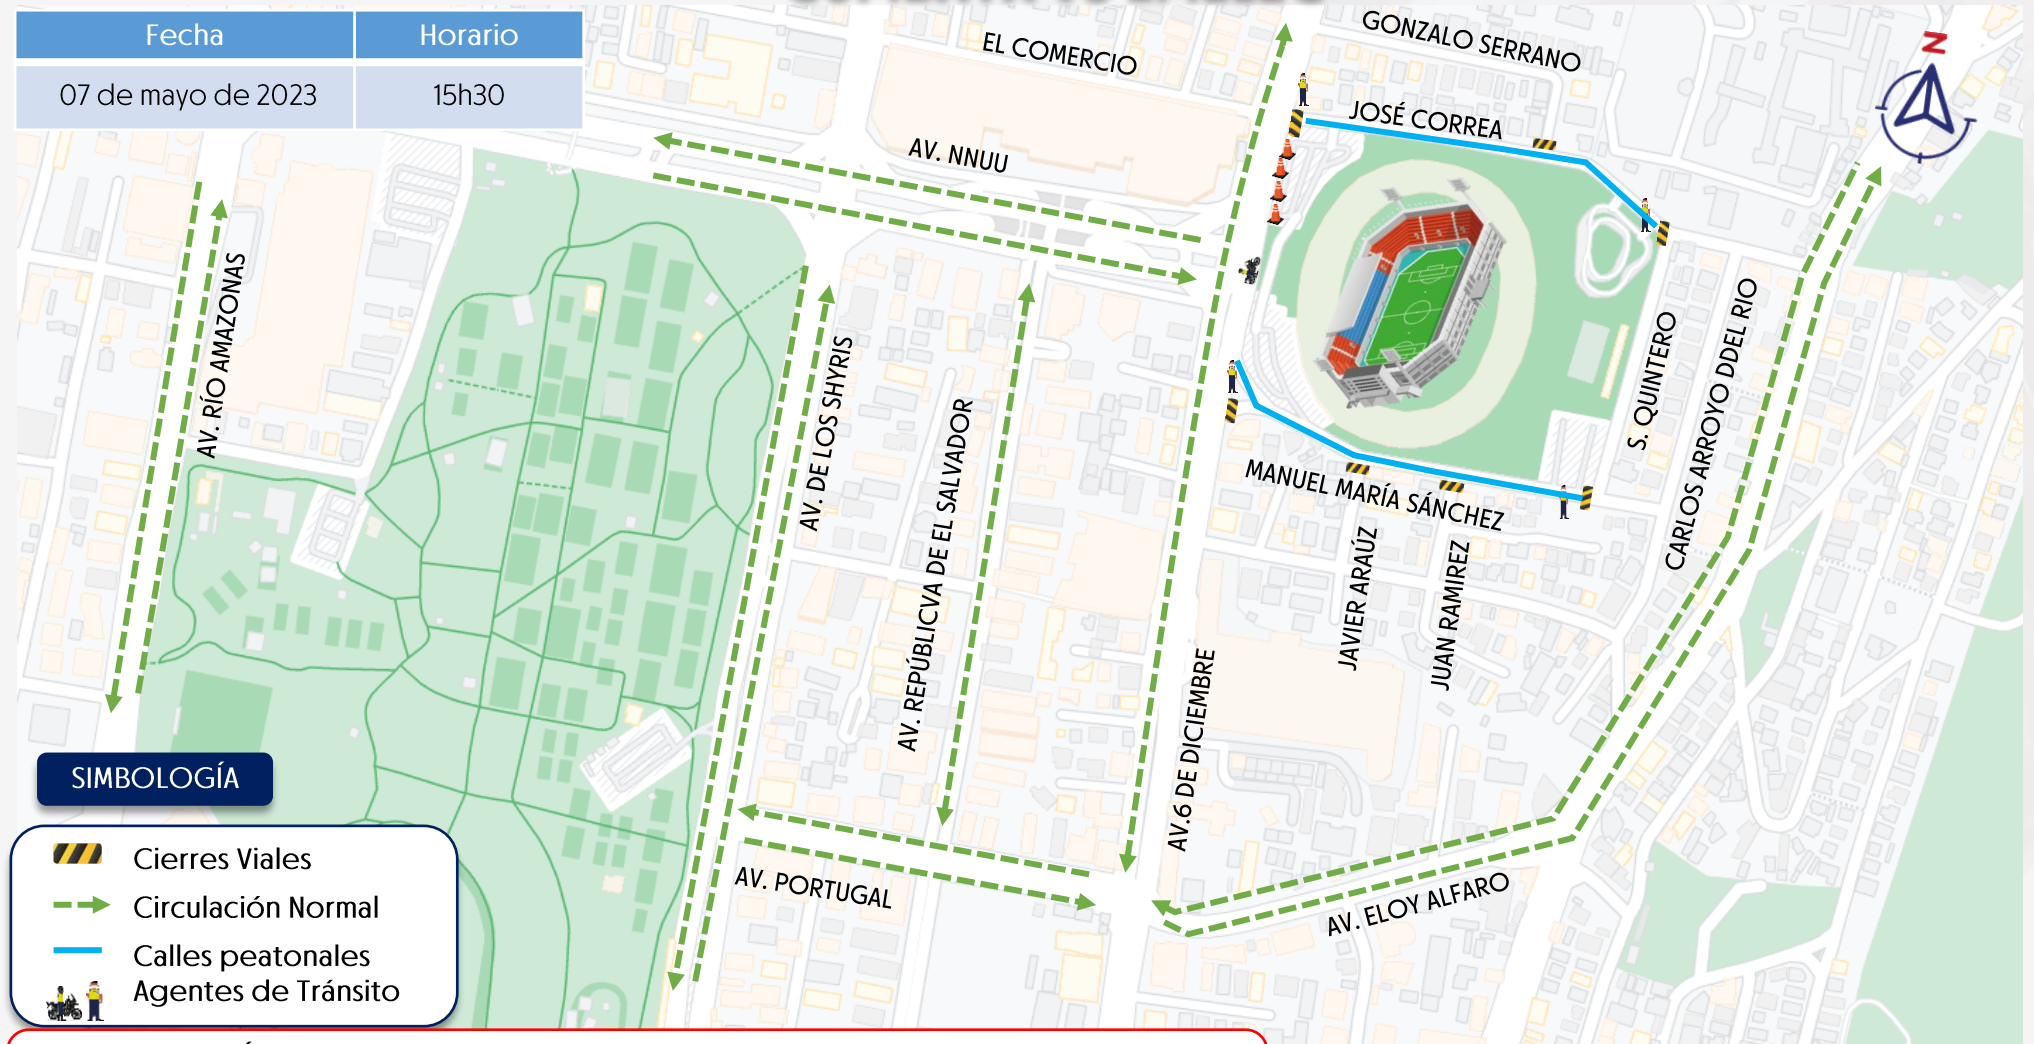 Fecha Horario
07 de mayo de 2023 15h30
GONZALO SERRANO
EL COMERCIO
N
JOSÉ CORREA
AV. NNUU
AV. RÍO AMAZONAS
AV. DE LOS SHYRIS
AV. REPÚBLICVA DE EL SALVADOR
S. QUINTERO
CARLOS ARROYO DDEL RIO
MANUEL MARÍA SÁNCHEZ
JAVIER ARAÚZ
JUAN RAMIREZ
AV.6 DE DICIEMBRE
AV. PORTUGAL
AV. ELOY ALFARO
SIMBOLOGÍA
Cierres Viales
Circulación Normal
Calles peatonales
Agentes de Tránsito